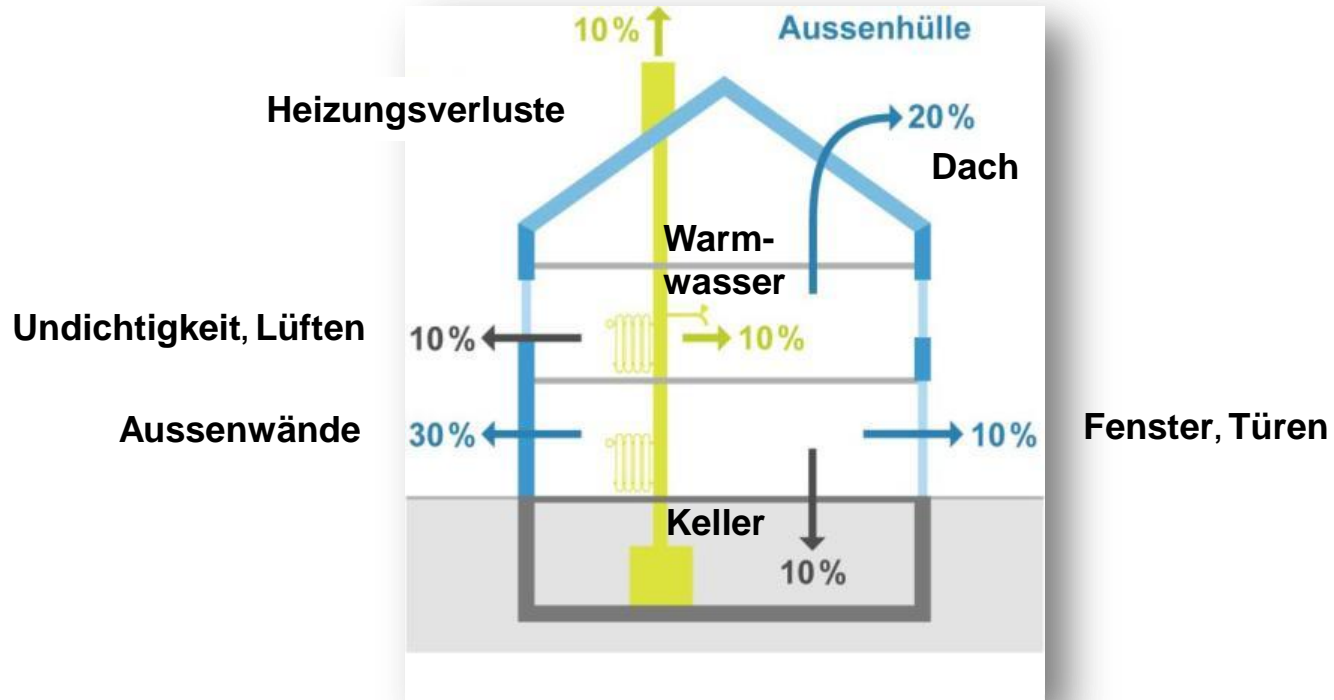 10 %
Aussenhülle
Heizungsverluste
20 %
Dach
Warm-
wasser
Undichtigkeit, Lüften
10 %
10 %
Aussenwände
30 %
10 %
Fenster, Türen
Keller
10 %